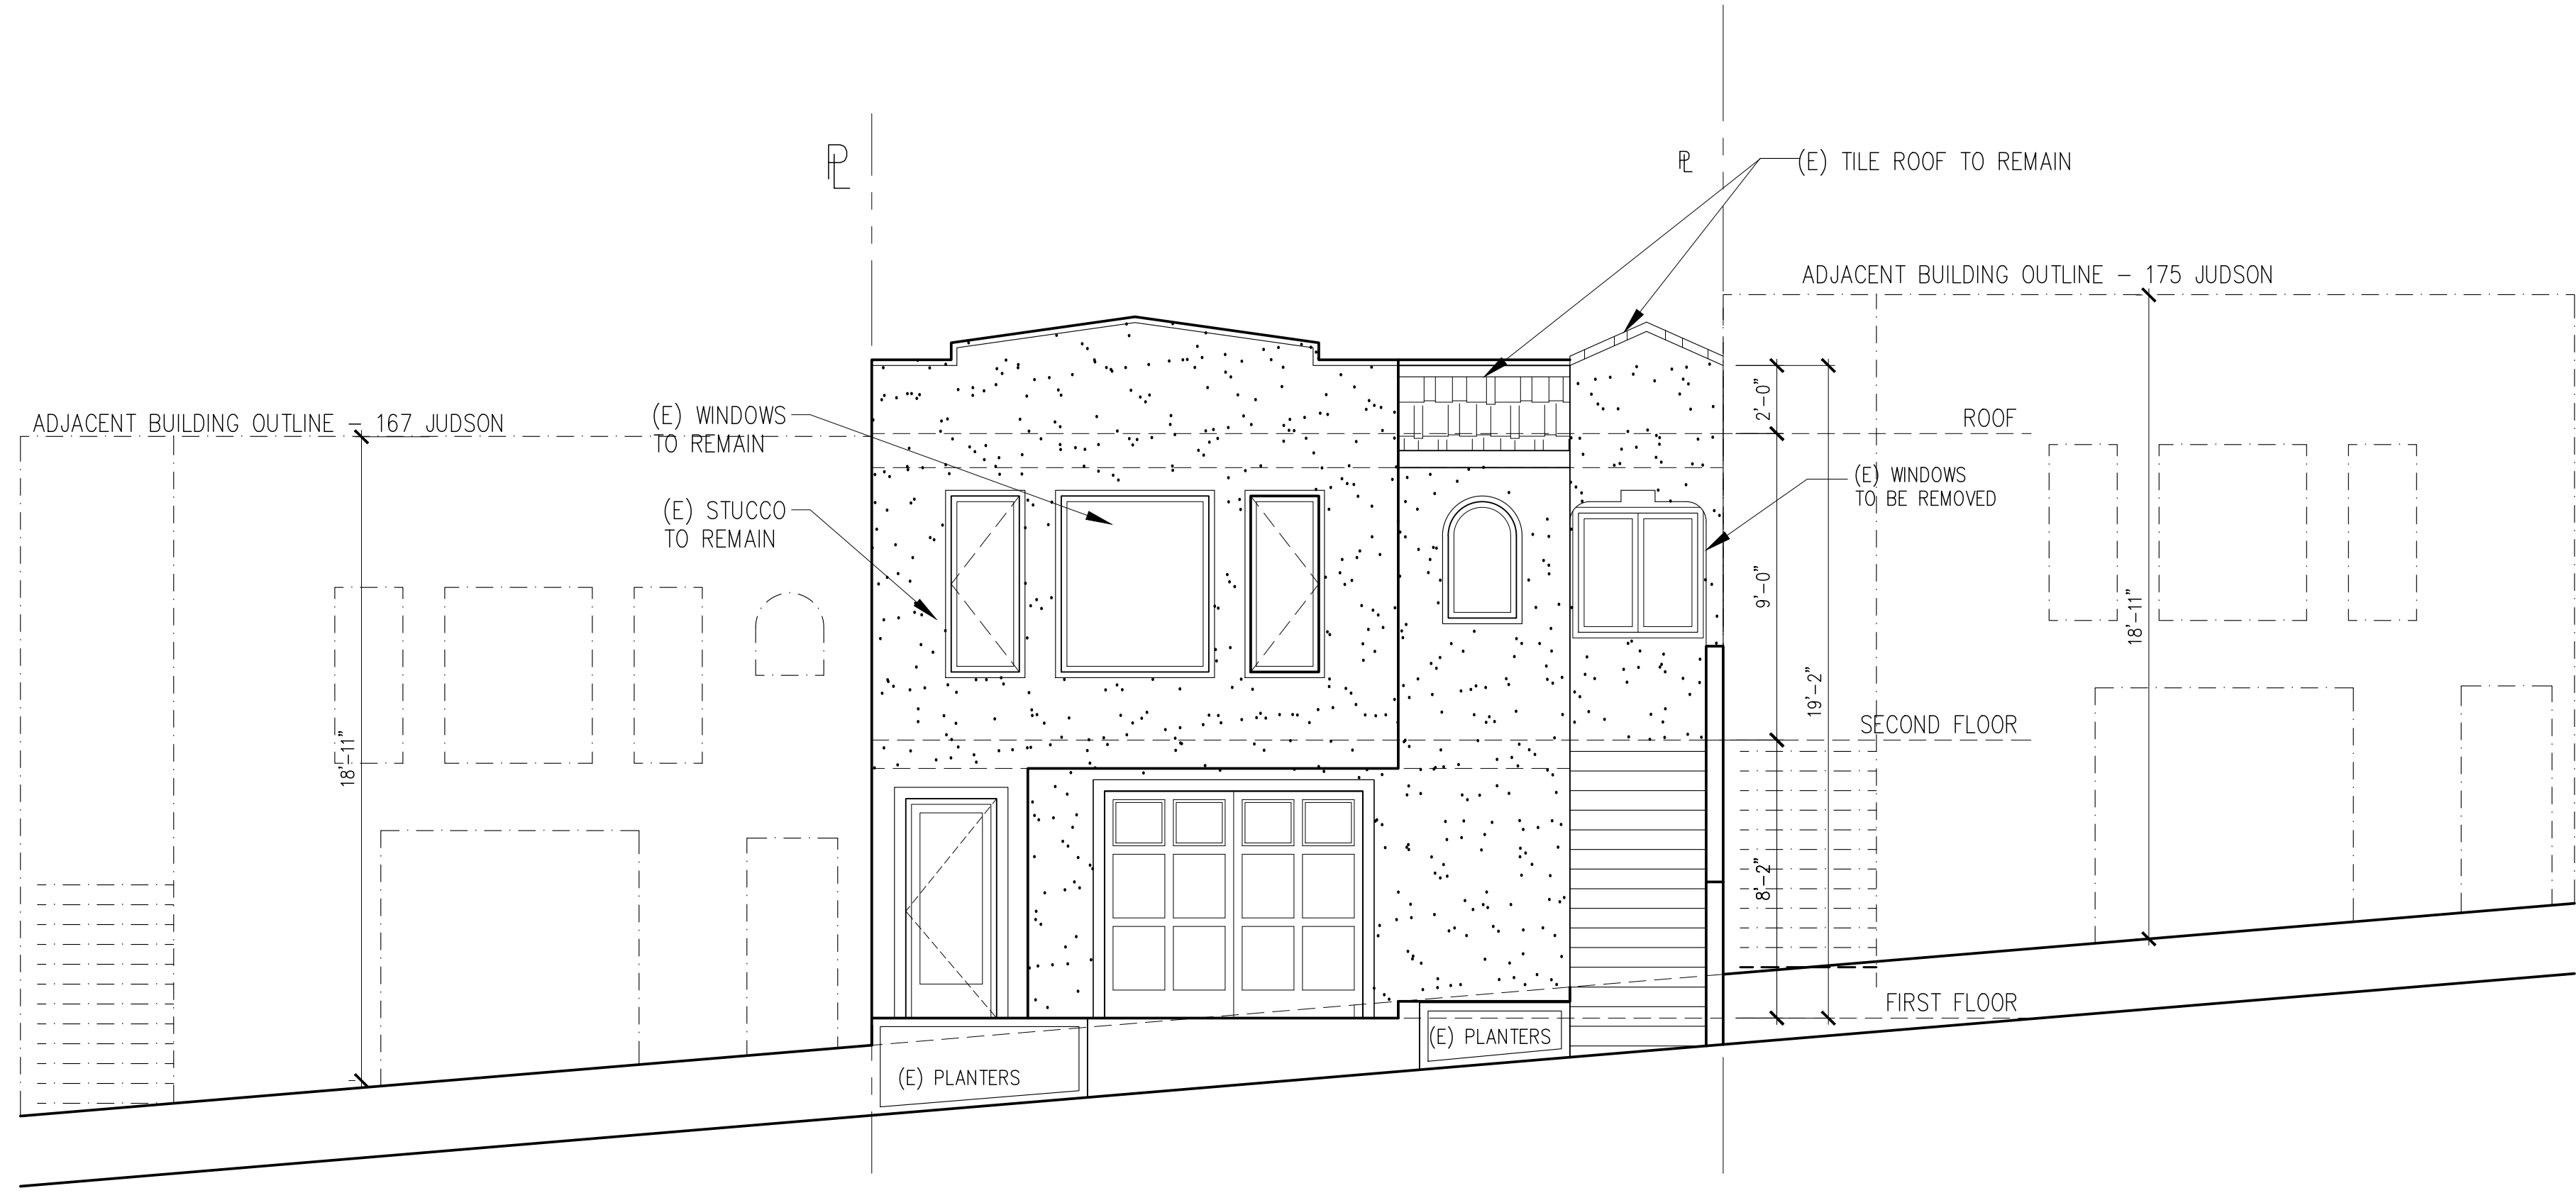 PL
PL
(E) TILE ROOF TO REMAIN
ADJACENT BUILDING OUTLINE - 175 JUDSON
ADJACENT BUILDING OUTLINE - 167 JUDSON
(E) WINDOWS
TO REMAIN
2'-0"
ROOF
(E) WINDOWS
TO BE REMOVED
(E) STUCCO
TO REMAIN
9'-0"
18'-11"
19'-2"
SECOND FLOOR
18'-11"
8'-2"
FIRST FLOOR
(E) PLANTERS
(E) PLANTERS